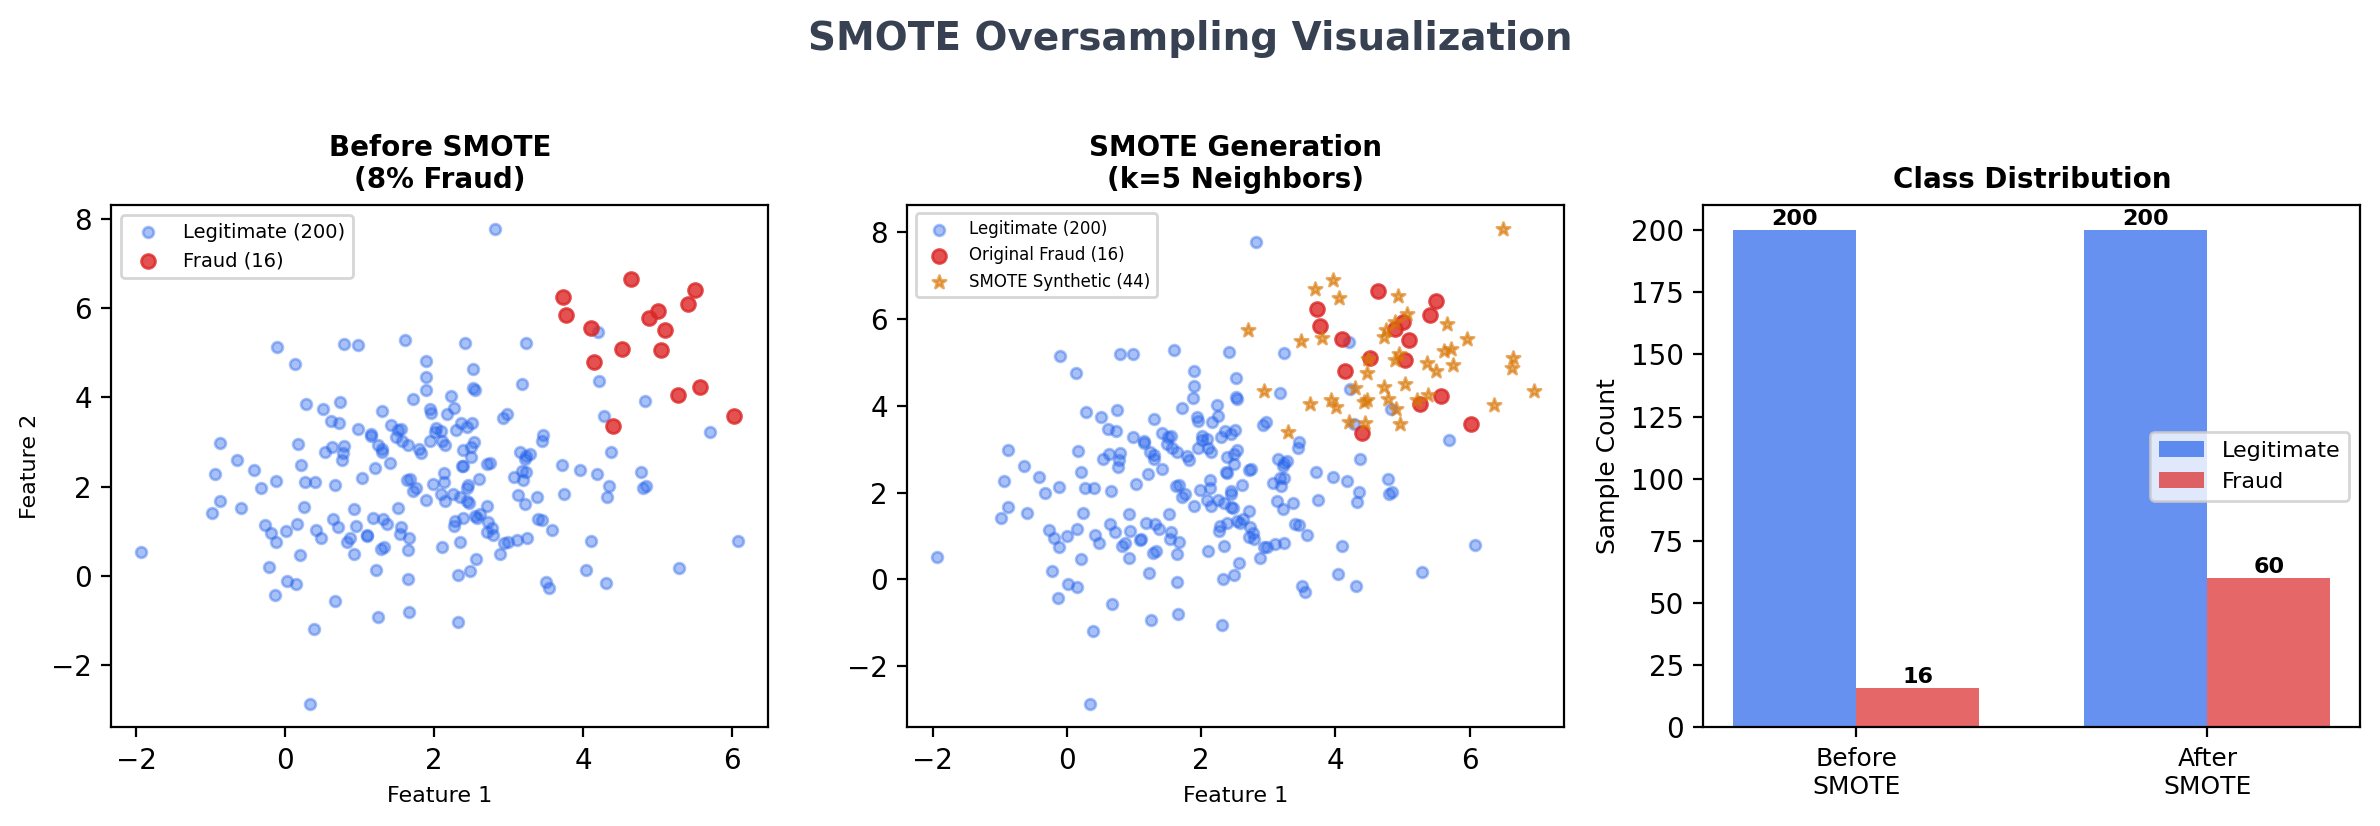 SMOTE Oversampling Visualization
Before SMOTE
(8% Fraud)
Legitimate (200)
Fraud (16)
8
6
4
2
0
−2
Feature 2
−2
0
2
4
6
Feature 1
SMOTE Generation
(k=5 Neighbors)
Legitimate (200)
Original Fraud (16)
SMOTE Synthetic (44)
8
6
4
2
0
−2
−2
0
2
4
6
Feature 1
Class Distribution
200
175
150
125
100
75
50
25
0
Sample Count
200
16
200
60
Legitimate
Fraud
Before
SMOTE
After
SMOTE